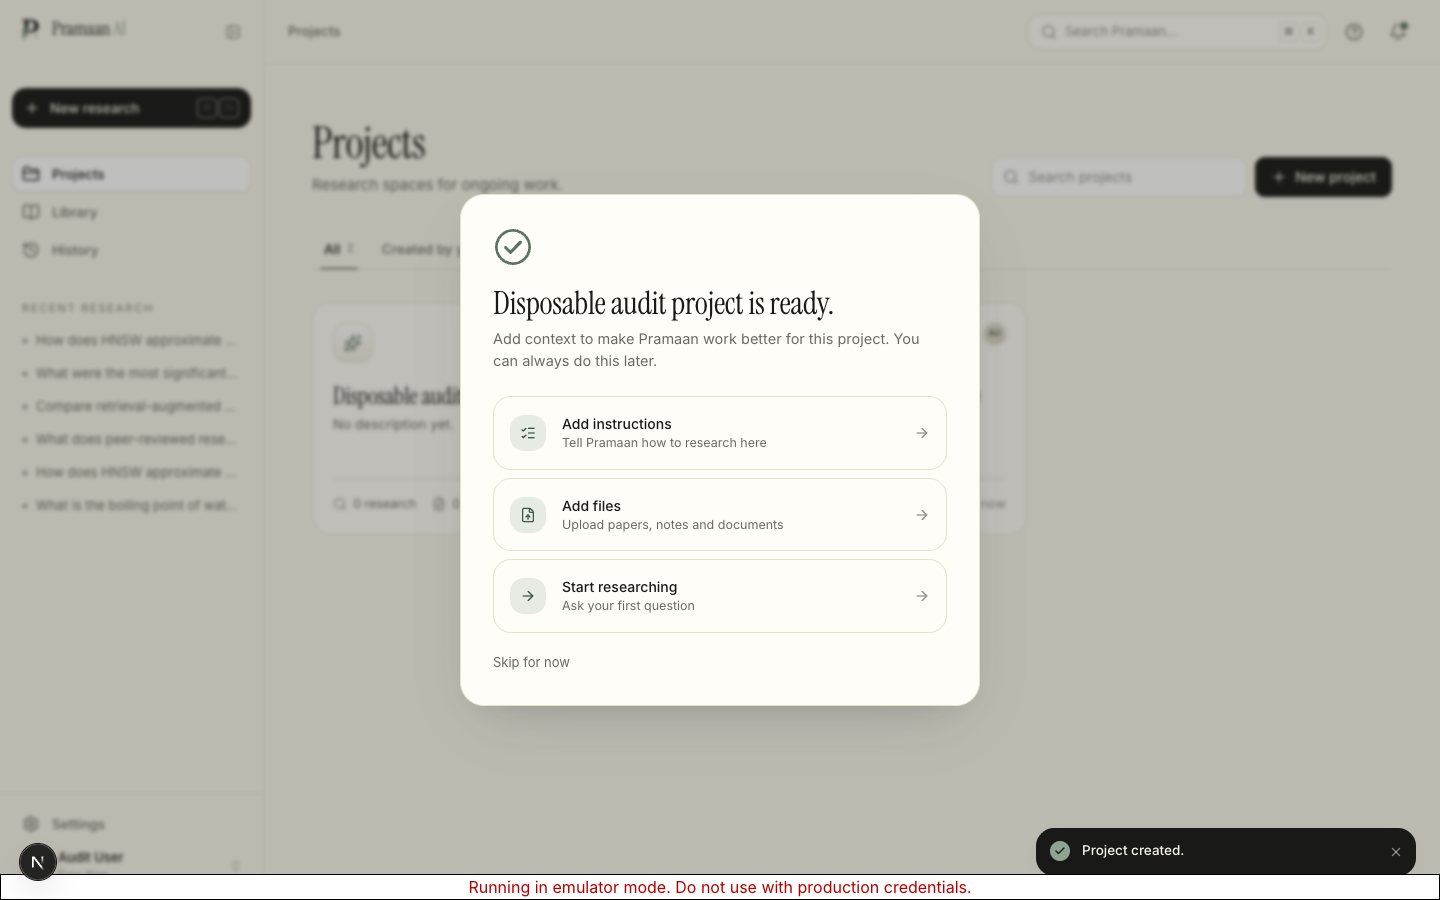 Pramaan
Projects
Search Pramaan...
⌘ K
New research
Projects
Library
History
RECENT RESEARCH
How does HNSW approximate ...
What were the most significant...
Compare retrieval-augmented ...
What does peer-reviewed rese...
How does HNSW approximate ...
What is the boiling point of wat...
Settings
Audit User
N
Projects
Research spaces for ongoing work.
Search projects
New project
All 2
Created by
Disposable audit
No description yet.
0 research
now
Disposable audit project is ready.
Add context to make Pramaan work better for this project. You
can always do this later.
Add instructions
Tell Pramaan how to research here
Add files
Upload papers, notes and documents
Start researching
Ask your first question
Skip for now
Project created.
Running in emulator mode. Do not use with production credentials.